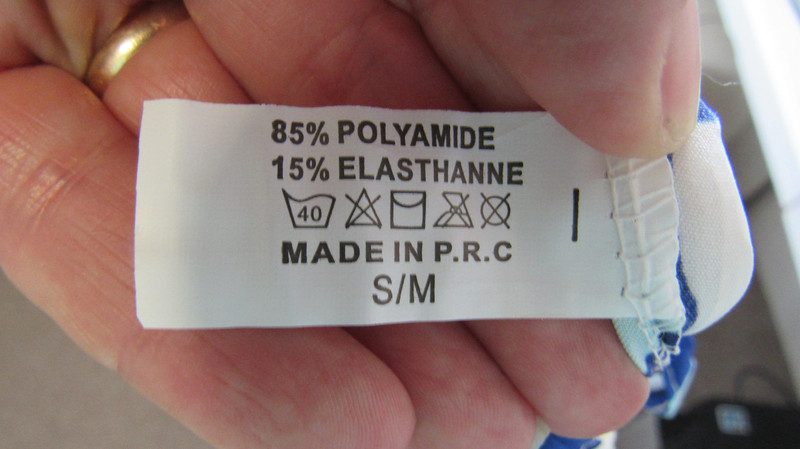 85% POLYAMIDE
15% ELASTHANNE
40
MADE IN P.R.C
S/M